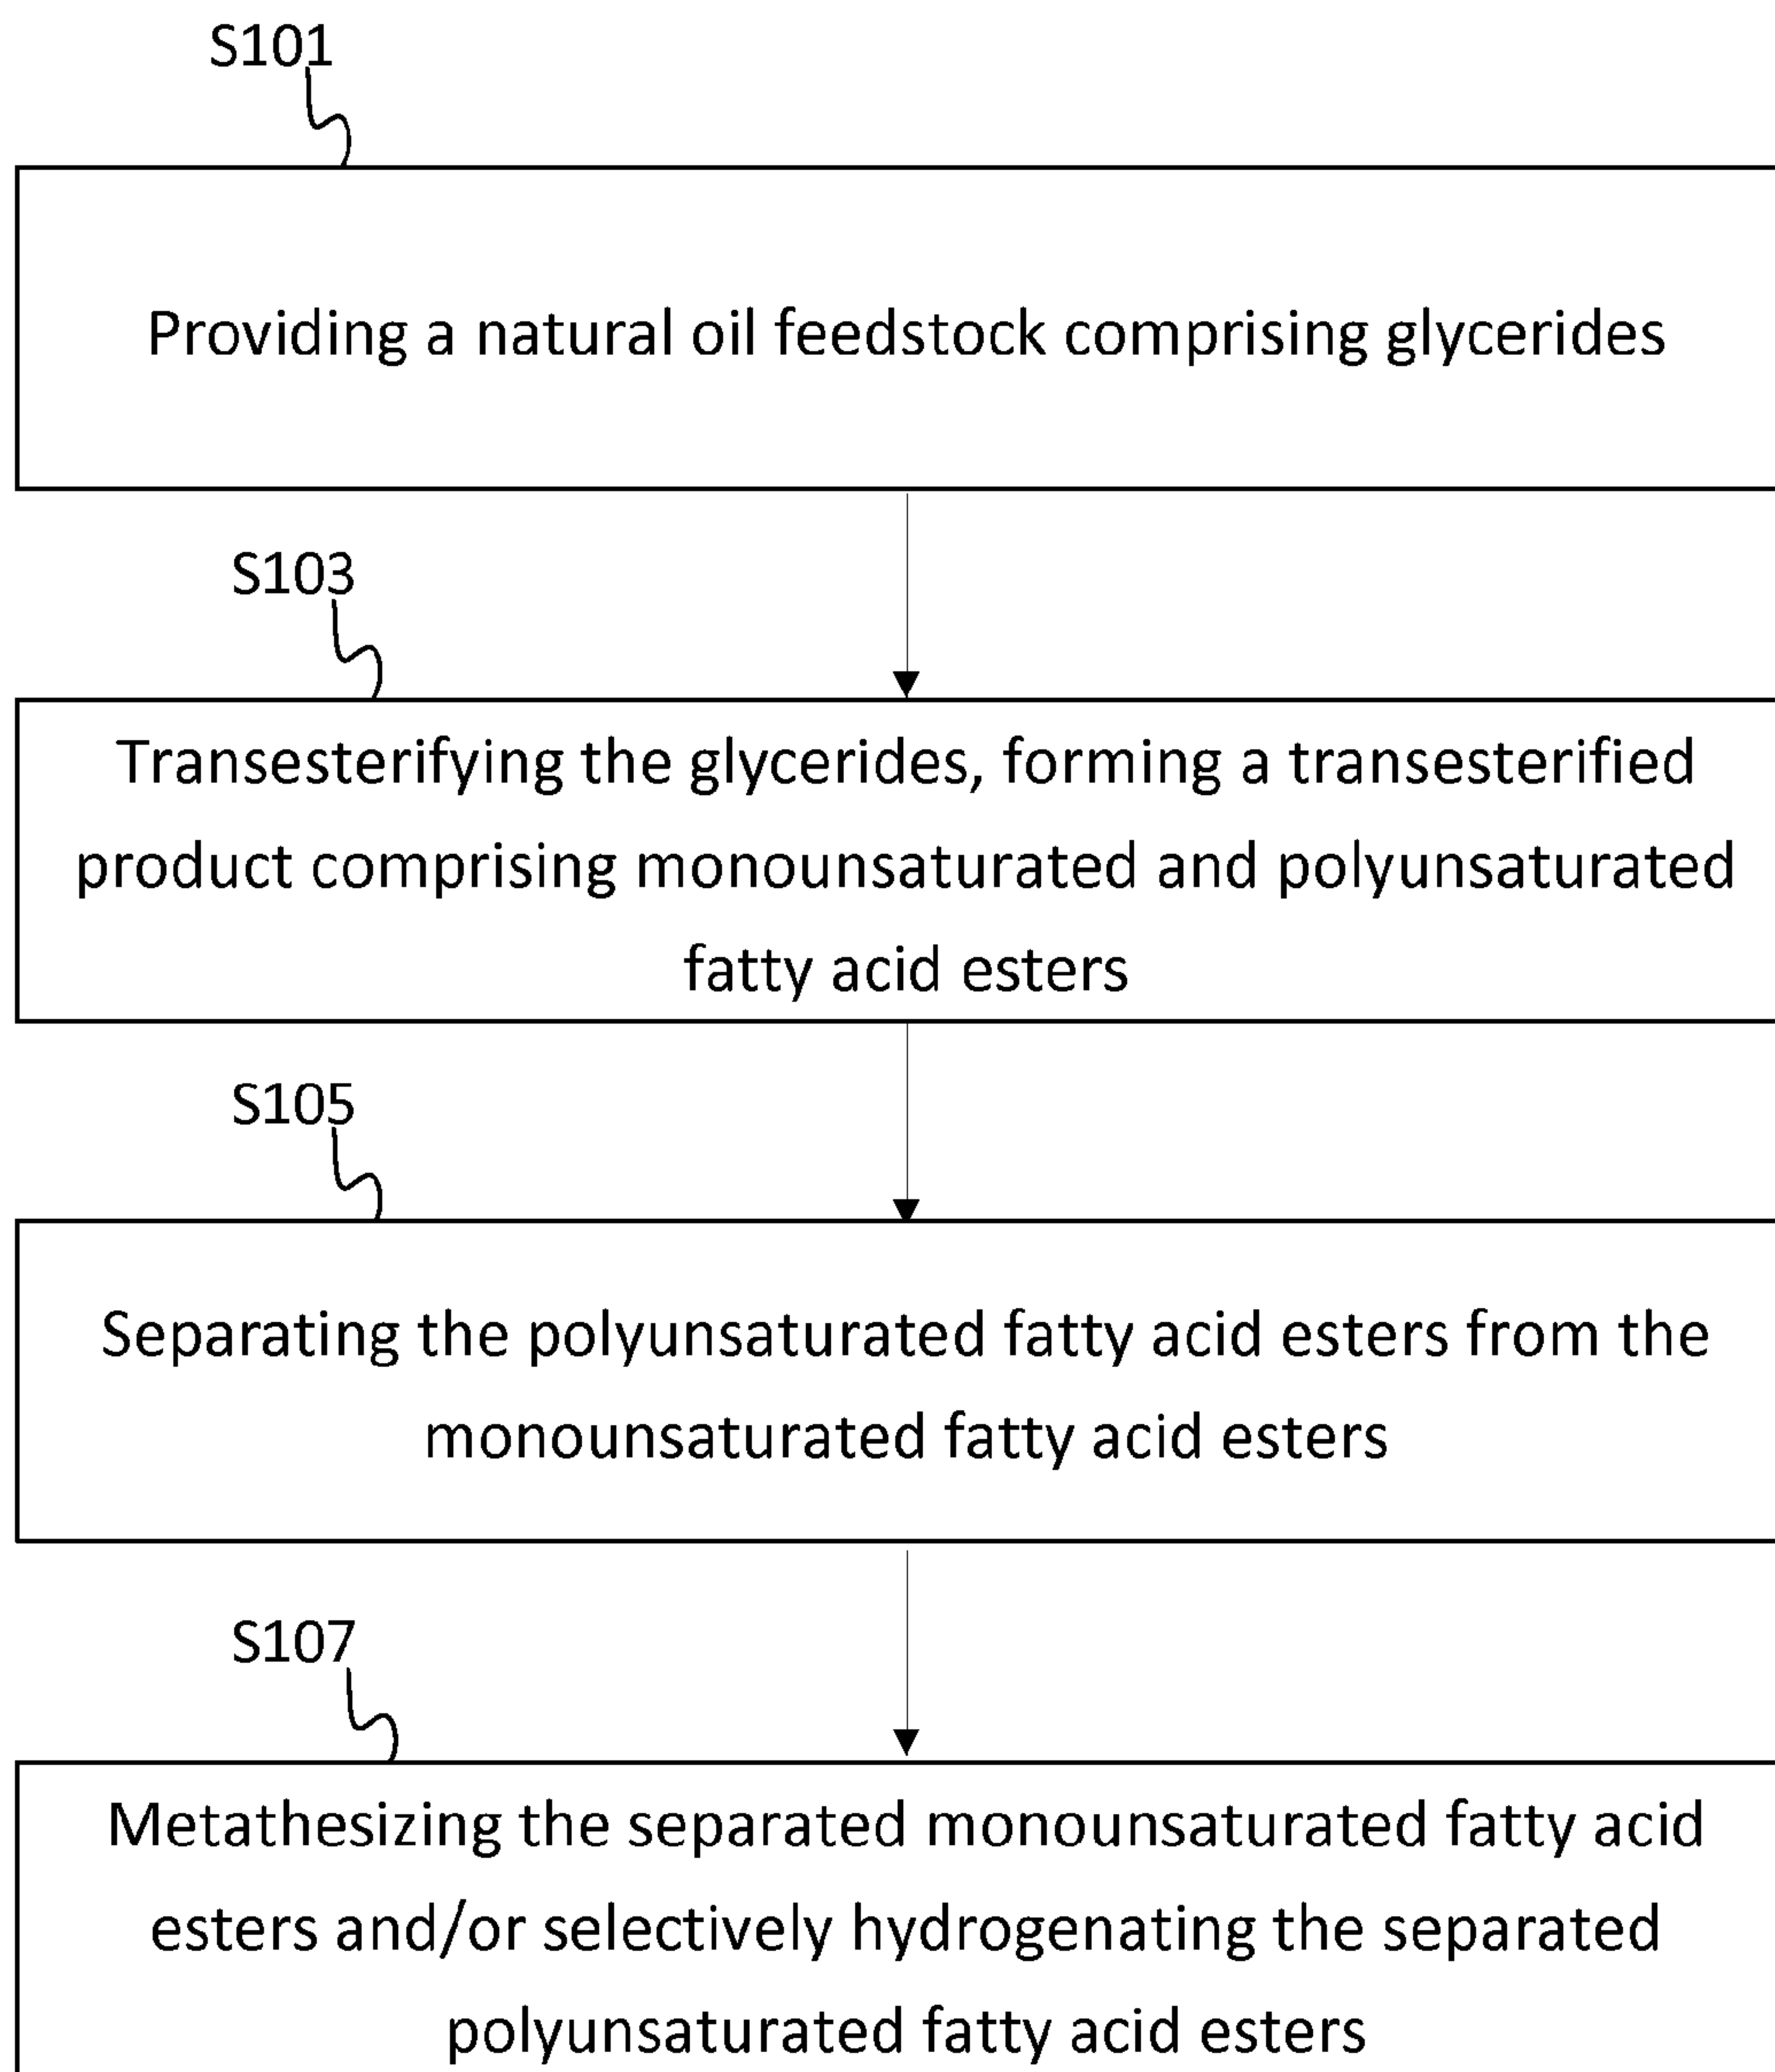 S101
Providing a natural oil feedstock comprising glycerides
S103
Transesterifying the glycerides, forming a transesterified
product comprising monounsaturated and polyunsaturated
fatty acid esters
S105
Separating the polyunsaturated fatty acid esters from the
monounsaturated fatty acid esters
S107
Metathesizing the separated monounsaturated fatty acid
esters and/or selectively hydrogenating the separated
polyunsaturated fatty acid esters